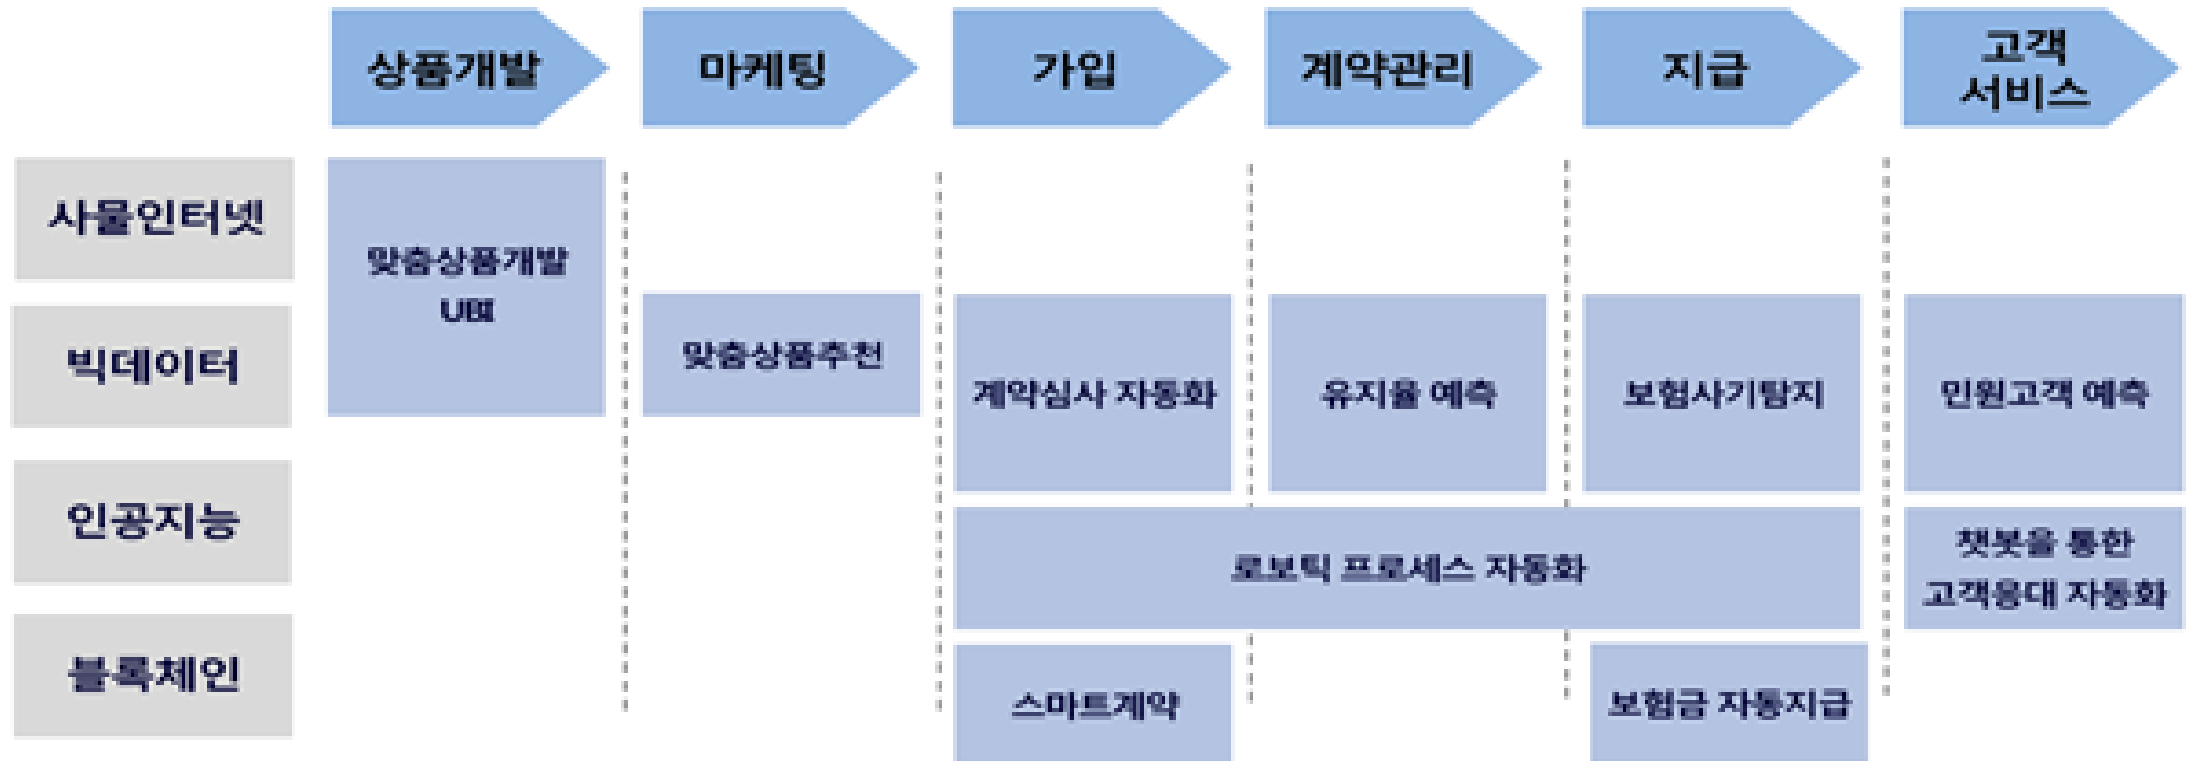 상품개발
마케팅
가입
계약관리
지급
고객
서비스
사물인터넷
맞춤상품개발
UBI
빅데이터
맞춤상품추천
계약심사 자동화
유지율 예측
보험사기탐지
민원고객 예측
인공지능
로보틱 프로세스 자동화
챗봇을 통한
고객응대 자동화
블록체인
스마트계약
보험금 자동지급